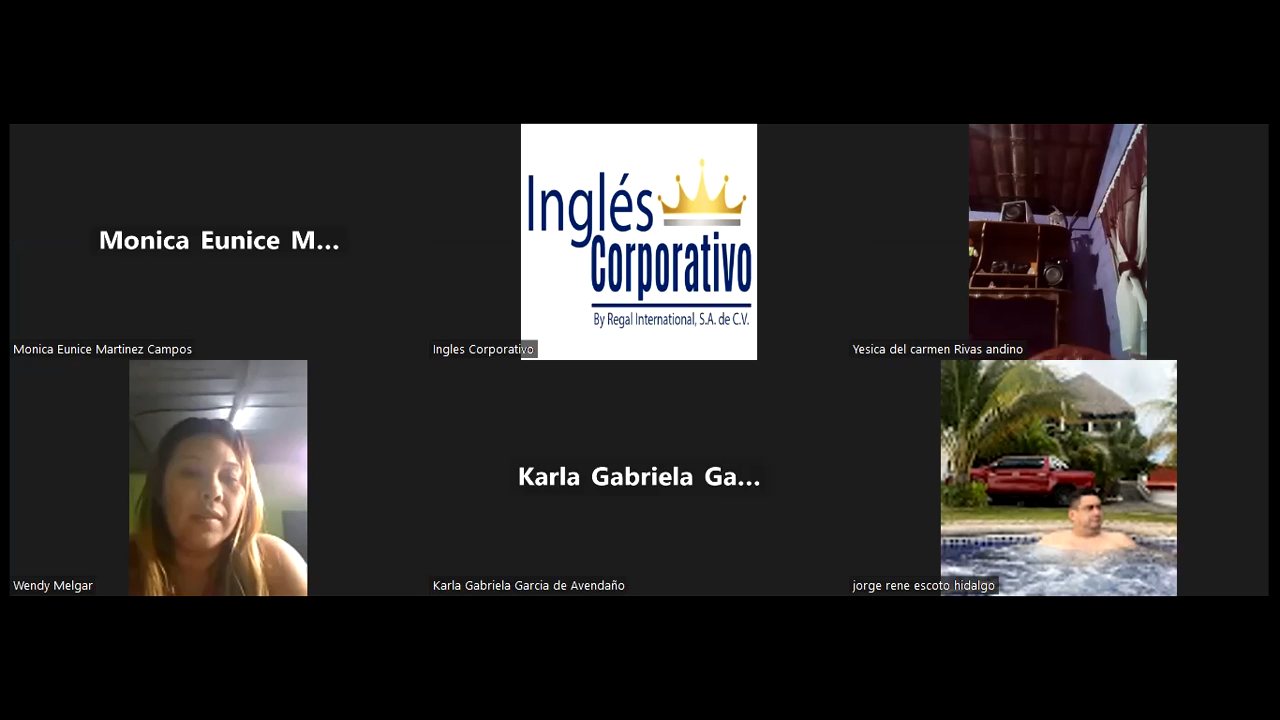 Monica Eunice M...
Monica Eunice Martinez Campos
Inglés
Corporativo
By Regal International, S.A. de C.V.
Ingles Corporativo
Yesica del carmen Rivas andino
Wendy Melgar
Karla Gabriela Ga...
Karla Gabriela Garcia de Avendaño
jorge rene escoto hidalgo